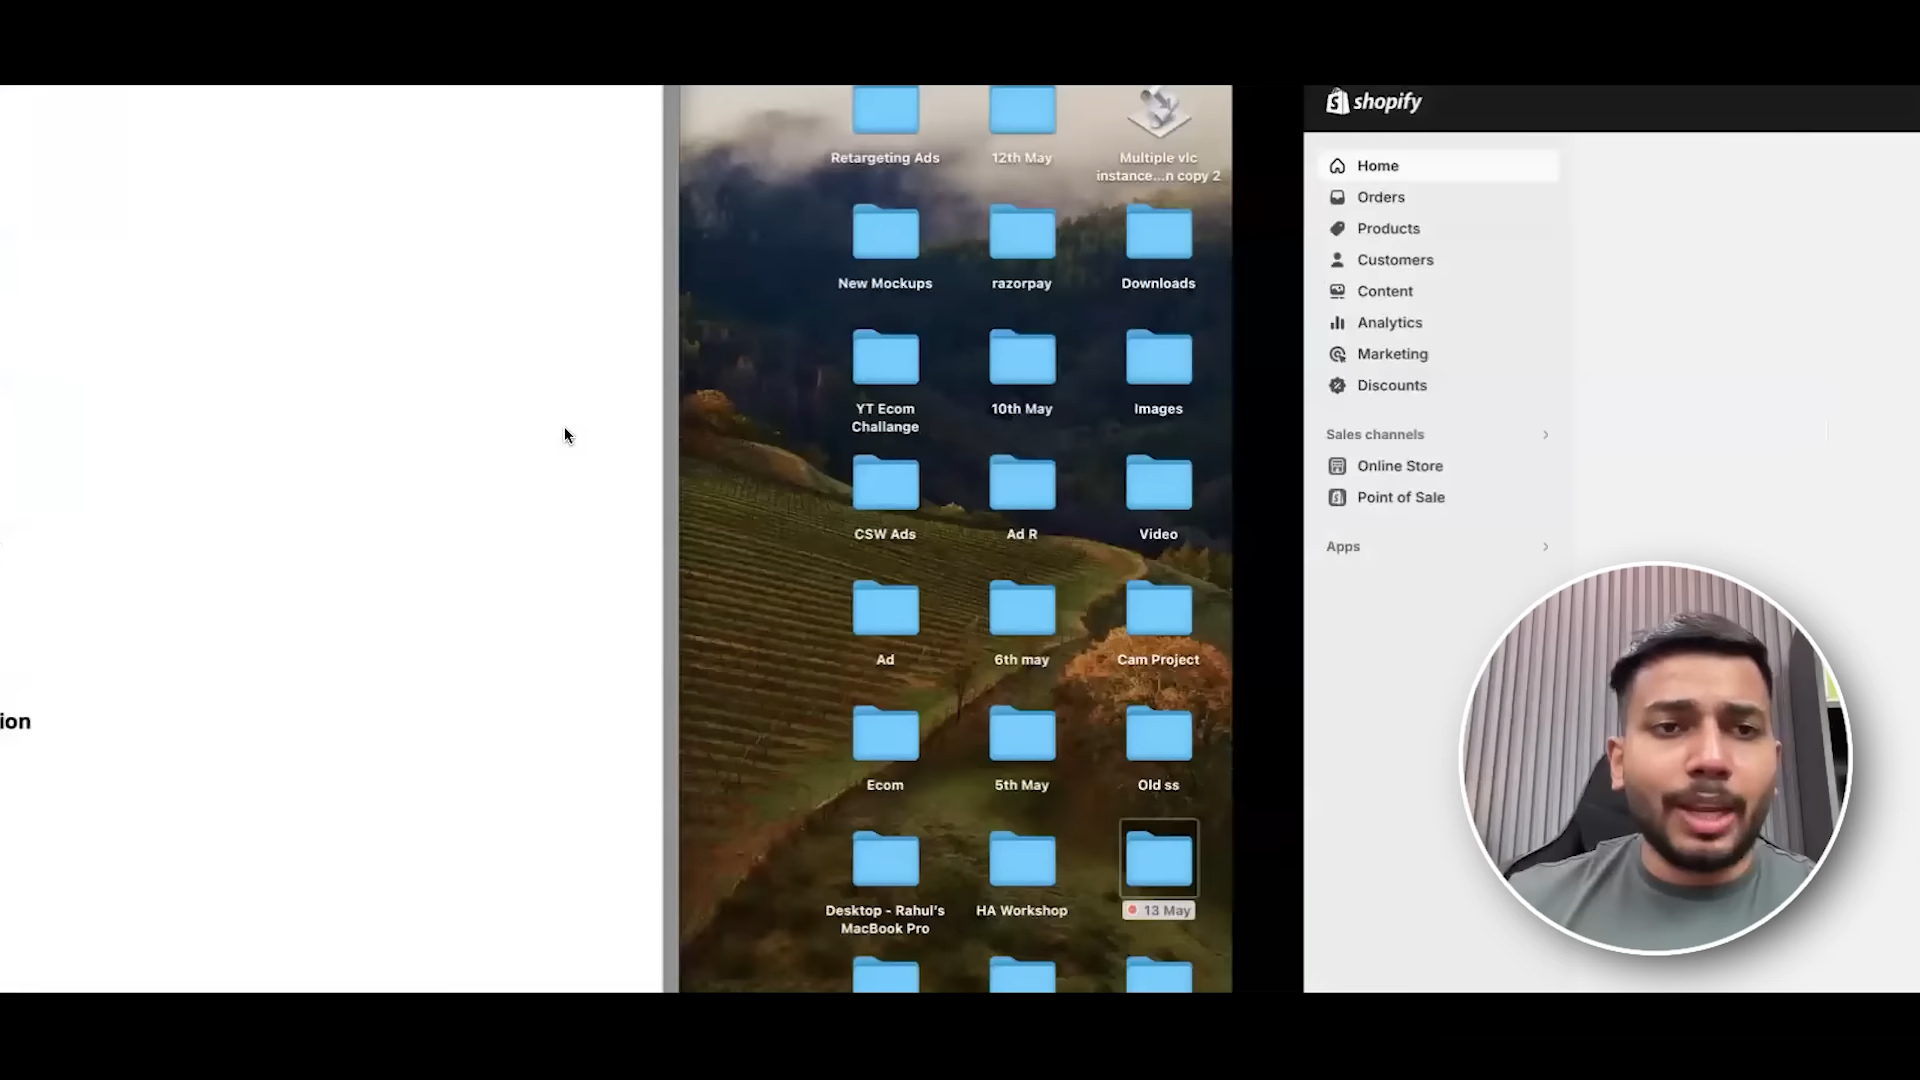 ion
Retargeting Ads
12th May
Multiple vlc
instance...n copy 2
New Mockups
razorpay
Downloads
YT Ecom
Challange
10th May
Images
CSW Ads
Ad R
Video
Ad
6th may
Cam Project
Ecom
5th May
Old ss
Desktop - Rahul's
MacBook Pro
HA Workshop
13 May
shopify
Home
Orders
Products
Customers
Content
Analytics
Marketing
Discounts
Sales channels
Online Store
Point of Sale
Apps